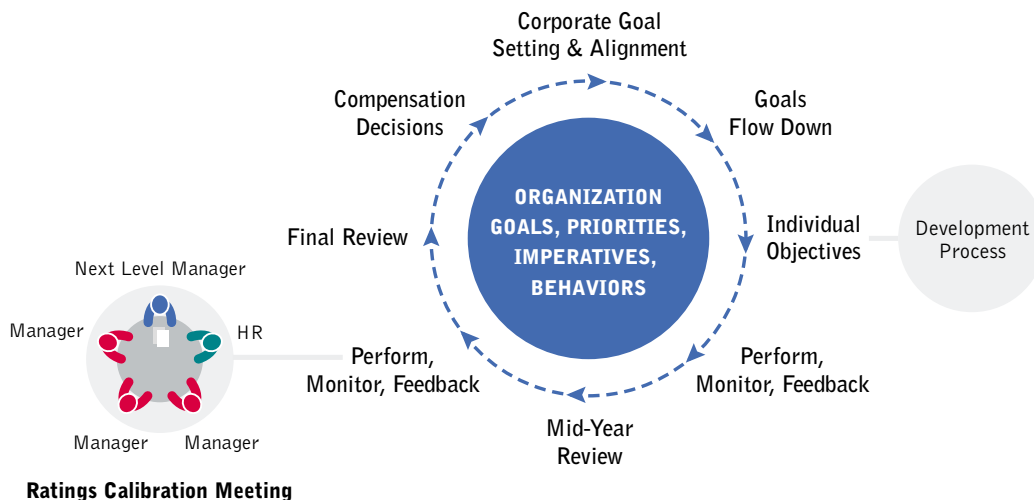 Corporate Goal
Setting & Alignment
Goals
Flow Down
Individual
Objectives
Development
Process
Perform,
Monitor, Feedback
Mid-Year
Review
Perform,
Monitor, Feedback
Final Review
Compensation
Decisions
ORGANIZATION
GOALS, PRIORITIES,
IMPERATIVES,
BEHAVIORS
Next Level Manager
Manager
HR
Manager
Manager
Ratings Calibration Meeting